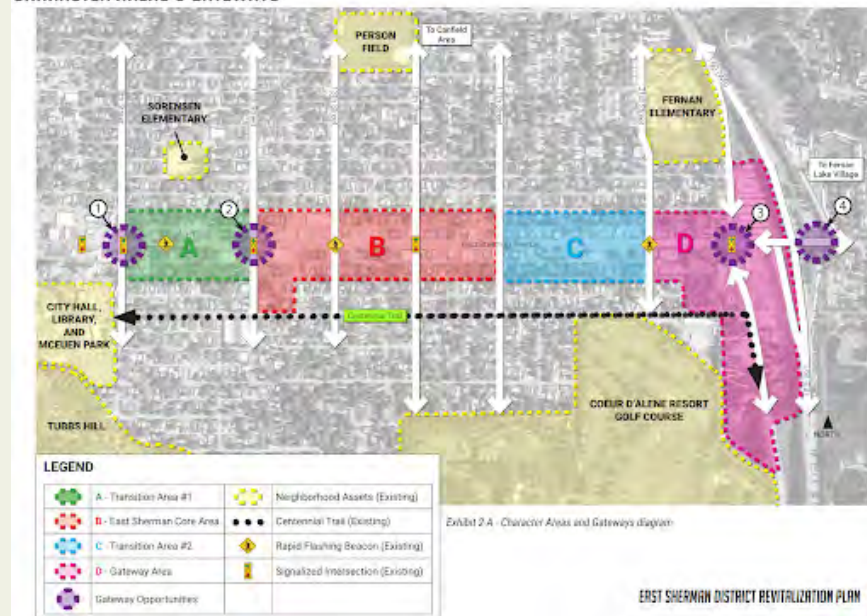 PERSON
FIELD
To Canfield
Area
SORENSEN
ELEMENTARY
FERNAN
ELEMENTARY
To Fernan
Lake Village
1
2
3
4
A
B
C
D
CITY HALL,
LIBRARY,
AND
MCEUEN PARK
Centennial Trail
TUBBS HILL
COEUR D'ALENE RESORT
GOLF COURSE
NORTH
LEGEND
A - Transition Area #1
Neighborhood Assets (Existing)
B - East Sherman Core Area
Centennial Trail (Existing)
C - Transition Area #2
Rapid Flashing Beacon (Existing)
D - Gateway Area
Signalized Intersection (Existing)
Gateway Opportunities
Exhibit 2-A - Character Areas and Gateways diagram
EAST SHERMAN DISTRICT REVITALIZATION PLAN